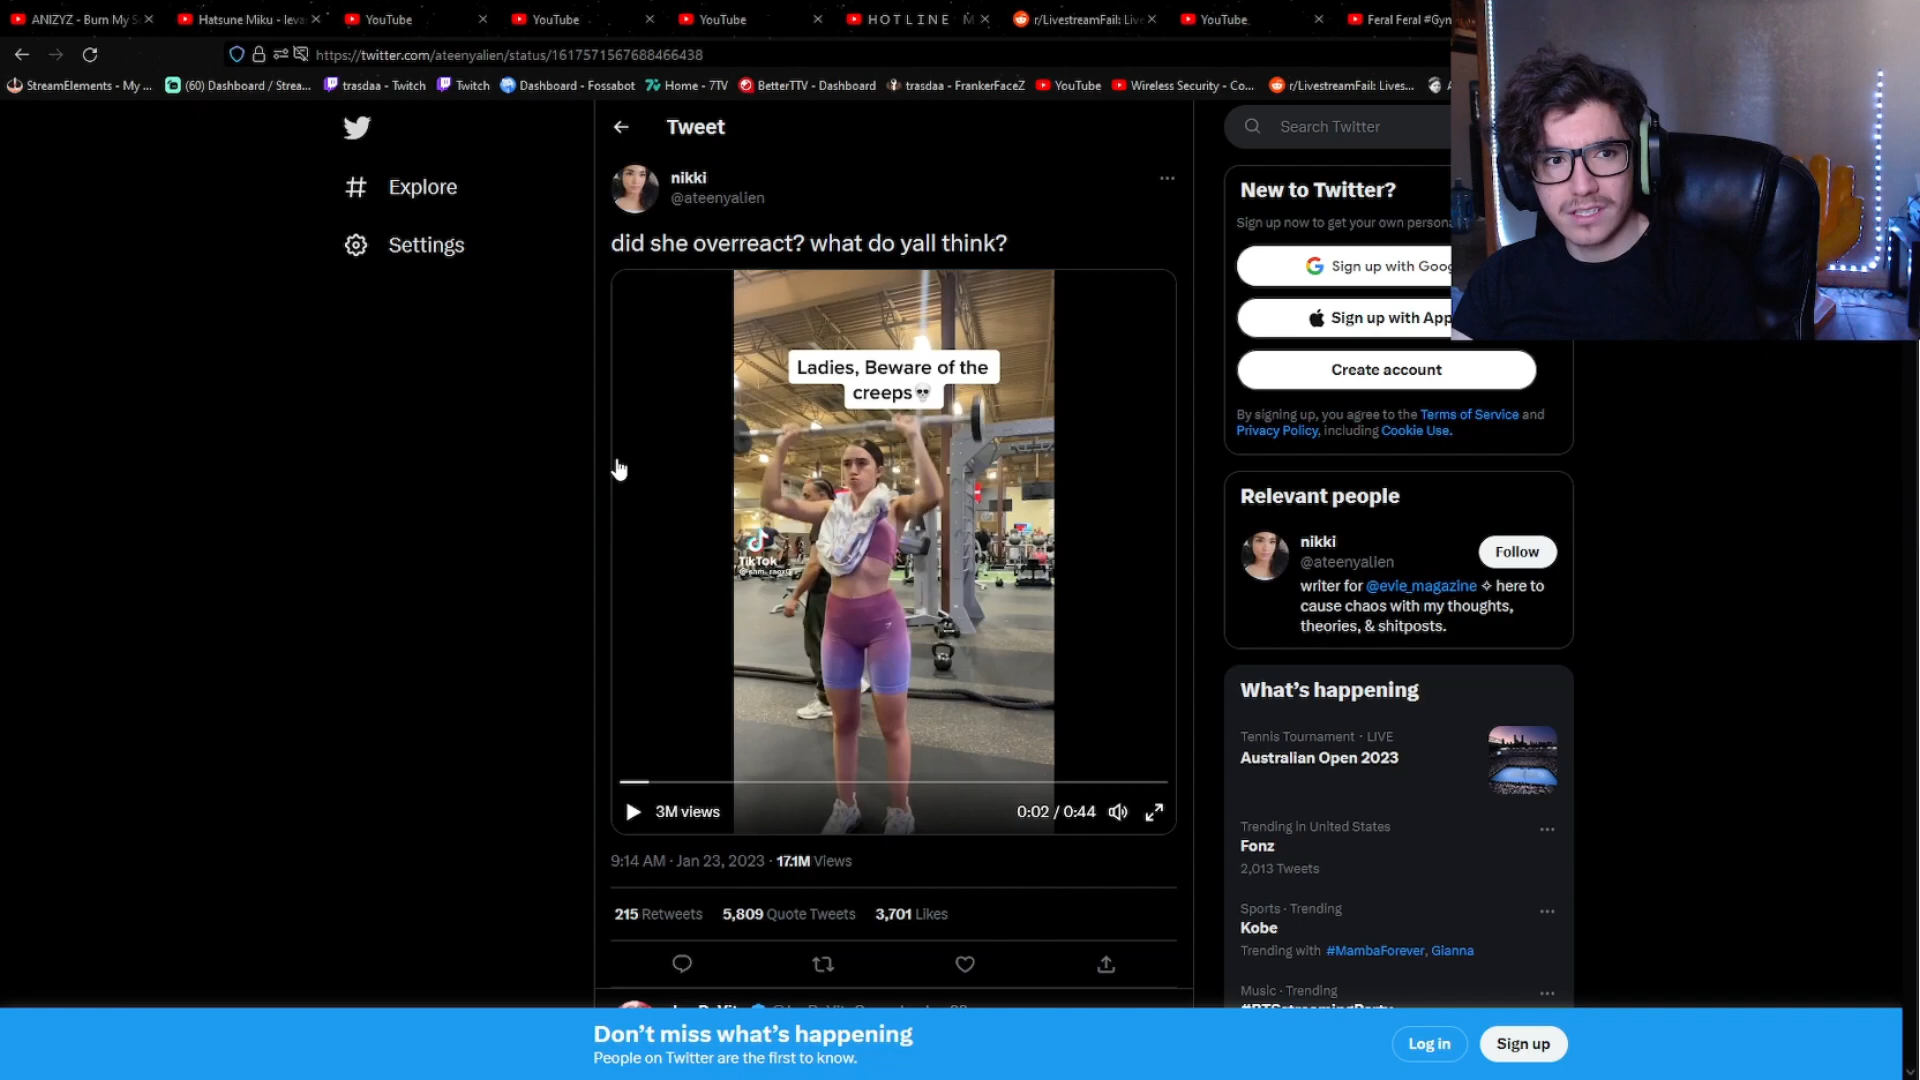 ANIZYZ - Burn My S
Hatsune Miku - Ieva
YouTube
YouTube
YouTube
H O T L I N E M
r/LivestreamFail: Liv
YouTube
Feral Feral #Gyn
https://twitter.com/ateenyalien/status/1617571567688466438
StreamElements - My ...
(60) Dashboard / Strea...
trasdaa - Twitch
Twitch
Dashboard - Fossabot
Home - 7TV
BetterTTV - Dashboard
trasdaa - FrankerFaceZ
YouTube
Wireless Security - Co...
r/LivestreamFail: Lives...
Explore
Settings
Tweet
nikki
@ateenyalien
did she overreact? what do yall think?
Ladies, Beware of the
creeps💀
TikTok
3M views
0:02 / 0:44
9:14 AM · Jan 23, 2023 · 17.1M Views
215 Retweets 5,809 Quote Tweets 3,701 Likes
Search Twitter
New to Twitter?
Sign up now to get your own persona
Sign up with Goog
Sign up with App
Create account
By signing up, you agree to the Terms of Service and
Privacy Policy, including Cookie Use.
Relevant people
nikki
@ateenyalien
Follow
writer for @evie_magazine ✧ here to
cause chaos with my thoughts,
theories, & shitposts.
What's happening
Tennis Tournament · LIVE
Australian Open 2023
Trending in United States
Fonz
2,013 Tweets
Sports · Trending
Kobe
Trending with #MambaForever, Gianna
Music · Trending
#BTSstreamingParty
Don't miss what's happening
People on Twitter are the first to know.
Log in
Sign up